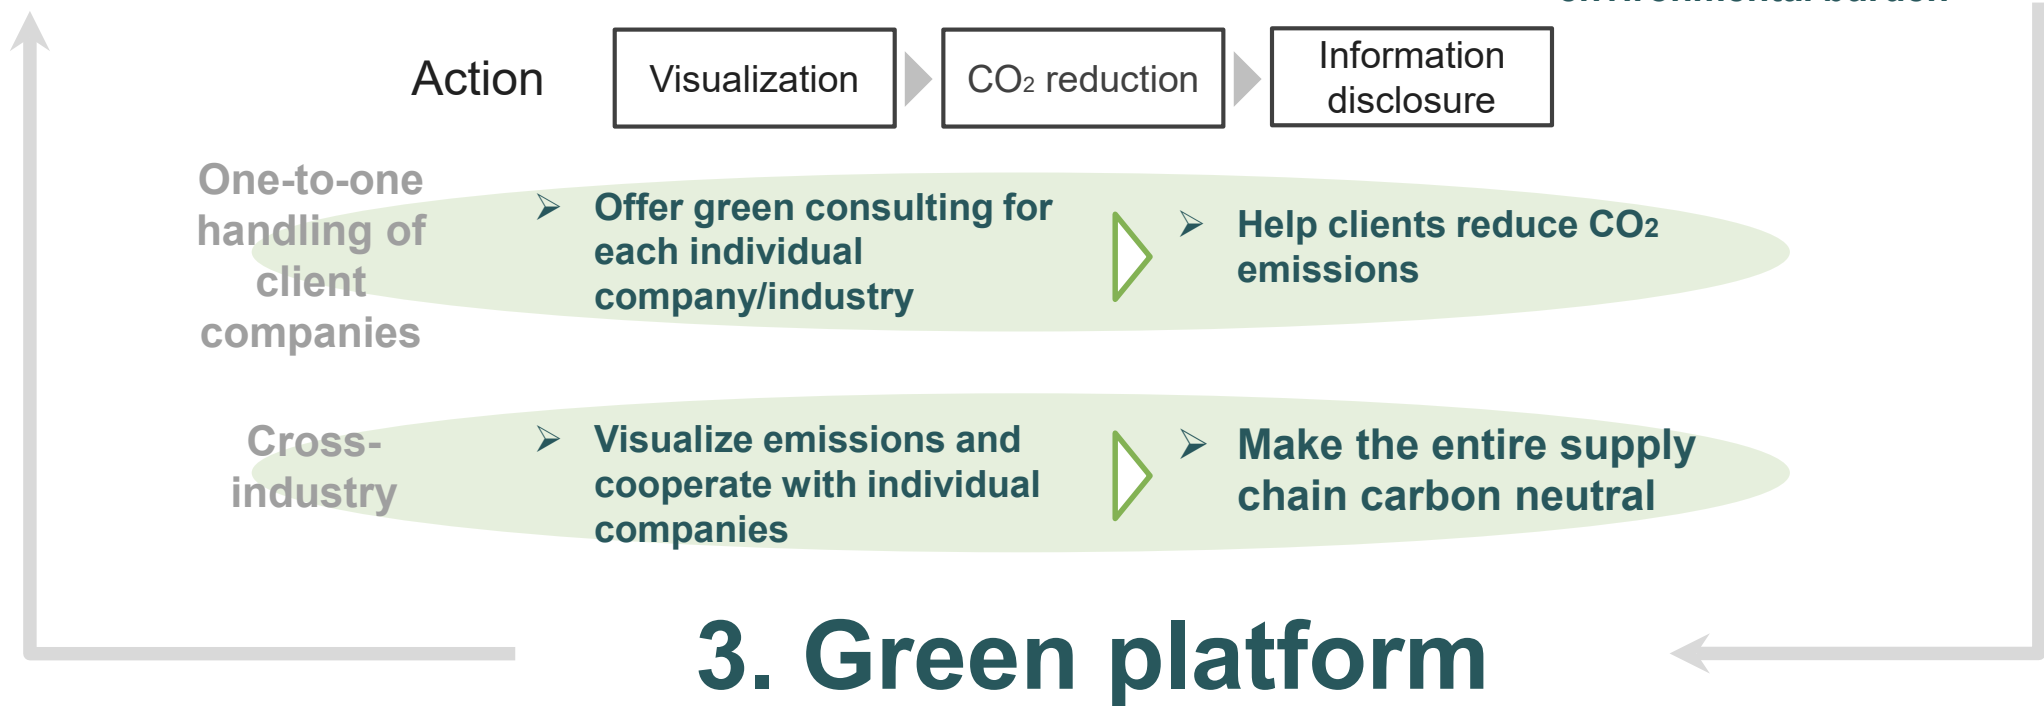 Action
Visualization
CO₂ reduction
Information
disclosure
One-to-one
handling of
client
companies
➢ Offer green consulting for
each individual
company/industry
➢ Help clients reduce CO₂
emissions
Cross-
industry
➢ Visualize emissions and
cooperate with individual
companies
➢ Make the entire supply
chain carbon neutral
3. Green platform